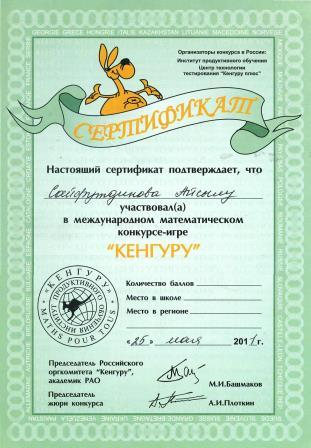 GEORGIE GRECE HONGRIE ITALIE KAZAKHSTAN LITUANIE MACEDOINE NORVEGE
Организаторы конкурса в России:
Институт продуктивного обучения
Центр технологии
тестирования "Кенгуру плюс"
СЕРТИФИКАТ
Настоящий сертификат подтверждает, что
Сайфутдинова Айсылу
участвовал(а)
в международном математическом
конкурсе-игре
"КЕНГУРУ"
"КЕНГУРУ"
MATHS POUR TOUS
ИНСТИТУТ ПРОДУКТИВНОГО ОБУЧЕНИЯ
Количество баллов
Место в школе
Место в регионе
«25» мая 2011 г.
Председатель Российского
оргкомитета "Кенгуру",
академик РАО
М.И.Башмаков
Председатель
жюри конкурса
А.И.Плоткин